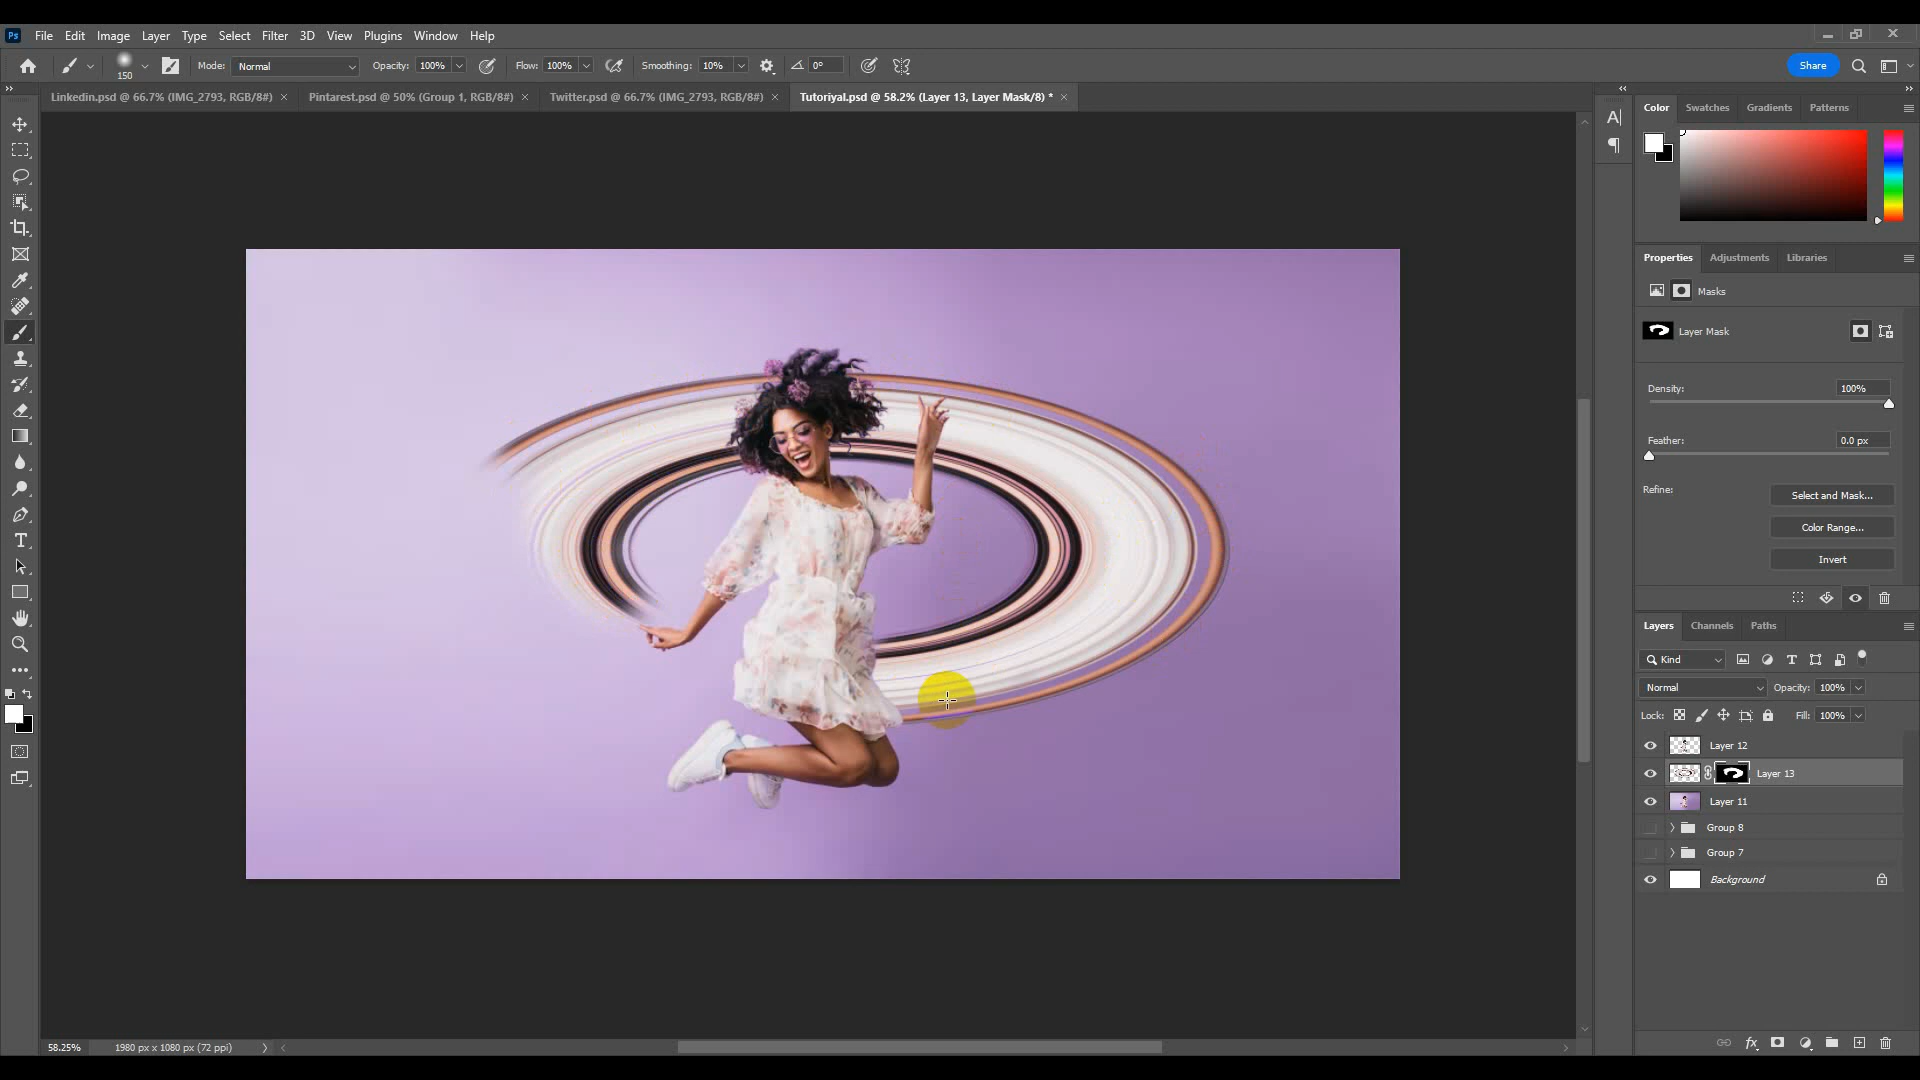 Ps File Edit Image Layer Type Select Filter 3D View Plugins Window Help
150 Mode: Normal Opacity: 100% Flow: 100% Smoothing: 10% 0° Share
Linkedin.psd @ 66.7% (IMG_2793, RGB/8#) Pintarest.psd @ 50% (Group 1, RGB/8#) Twitter.psd @ 66.7% (IMG_2793, RGB/8#) Tutoriyal.psd @ 58.2% (Layer 13, Layer Mask/8) *
Color Swatches Gradients Patterns
Properties Adjustments Libraries
Masks
Layer Mask
Density: 100%
Feather: 0.0 px
Refine: Select and Mask...
Color Range...
Invert
Layers Channels Paths
Kind
Normal Opacity: 100%
Lock: Fill: 100%
Layer 12
Layer 13
Layer 11
Group 8
Group 7
Background
58.25% 1980 px x 1080 px (72 ppi)